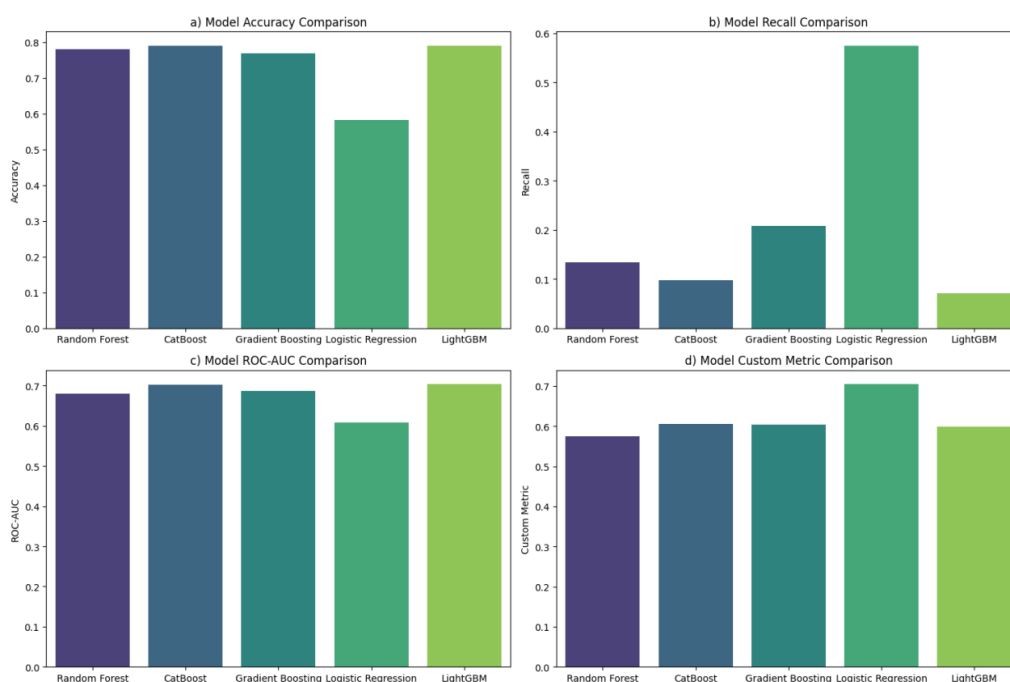 a) Model Accuracy Comparison
0.8
0.7
0.6
0.5
0.4
0.3
0.2
0.1
0.0
Accuracy
Random Forest CatBoost Gradient Boosting Logistic Regression LightGBM
b) Model Recall Comparison
0.6
0.5
0.4
0.3
0.2
0.1
0.0
Recall
Random Forest CatBoost Gradient Boosting Logistic Regression LightGBM
c) Model ROC-AUC Comparison
0.7
0.6
0.5
0.4
0.3
0.2
0.1
0.0
ROC-AUC
Random Forest CatBoost Gradient Boosting Logistic Regression LightGBM
d) Model Custom Metric Comparison
0.7
0.6
0.5
0.4
0.3
0.2
0.1
0.0
Custom Metric
Random Forest CatBoost Gradient Boosting Logistic Regression LightGBM